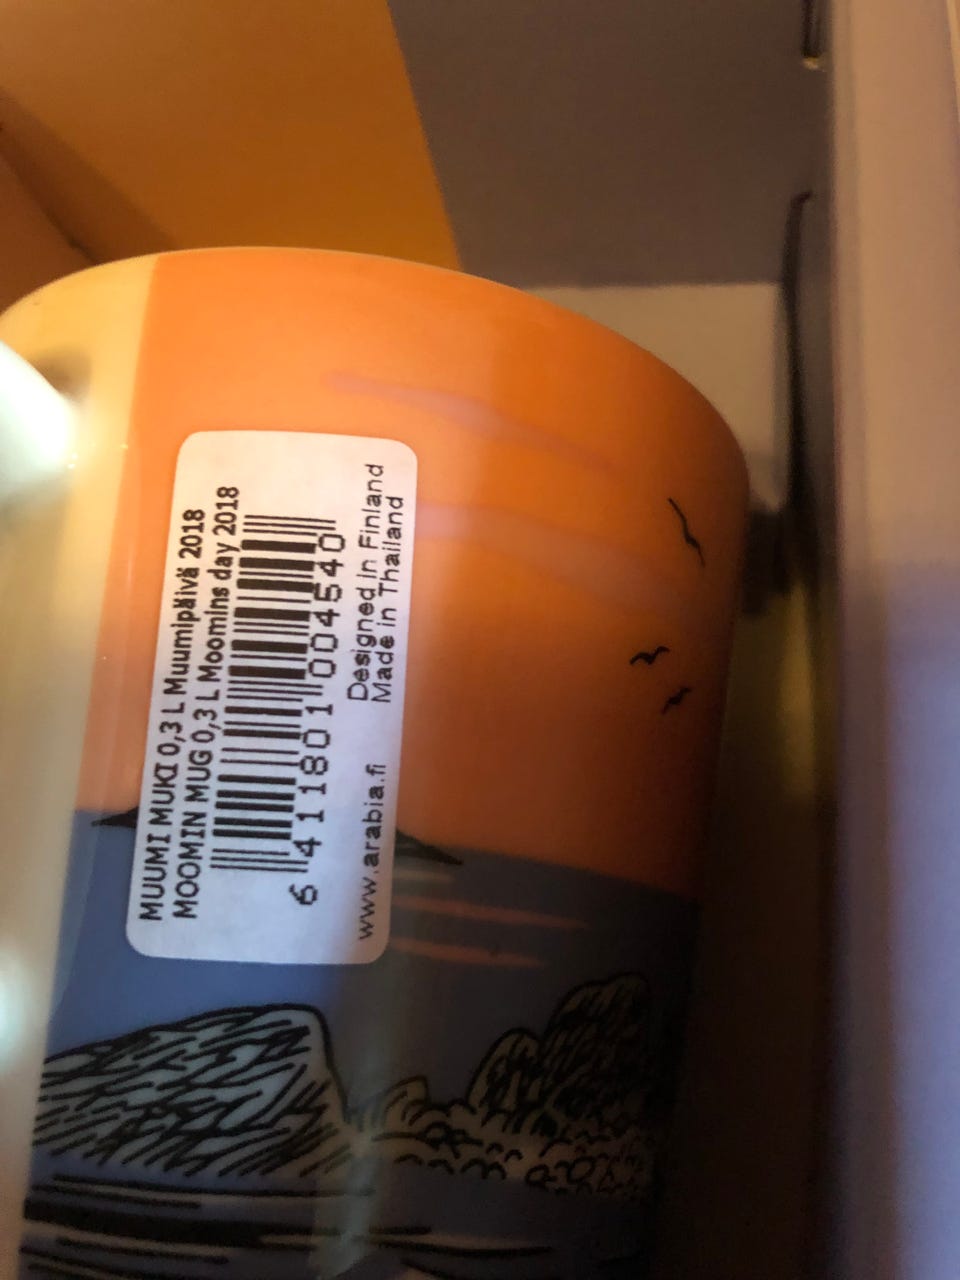 MUUMI MUKI 0,3 L Muumipäivä 2018
MOOMIN MUG 0,3 L Moomins day 2018
6 411801 004540
www.arabia.fi
Designed in Finland
Made in Thailand